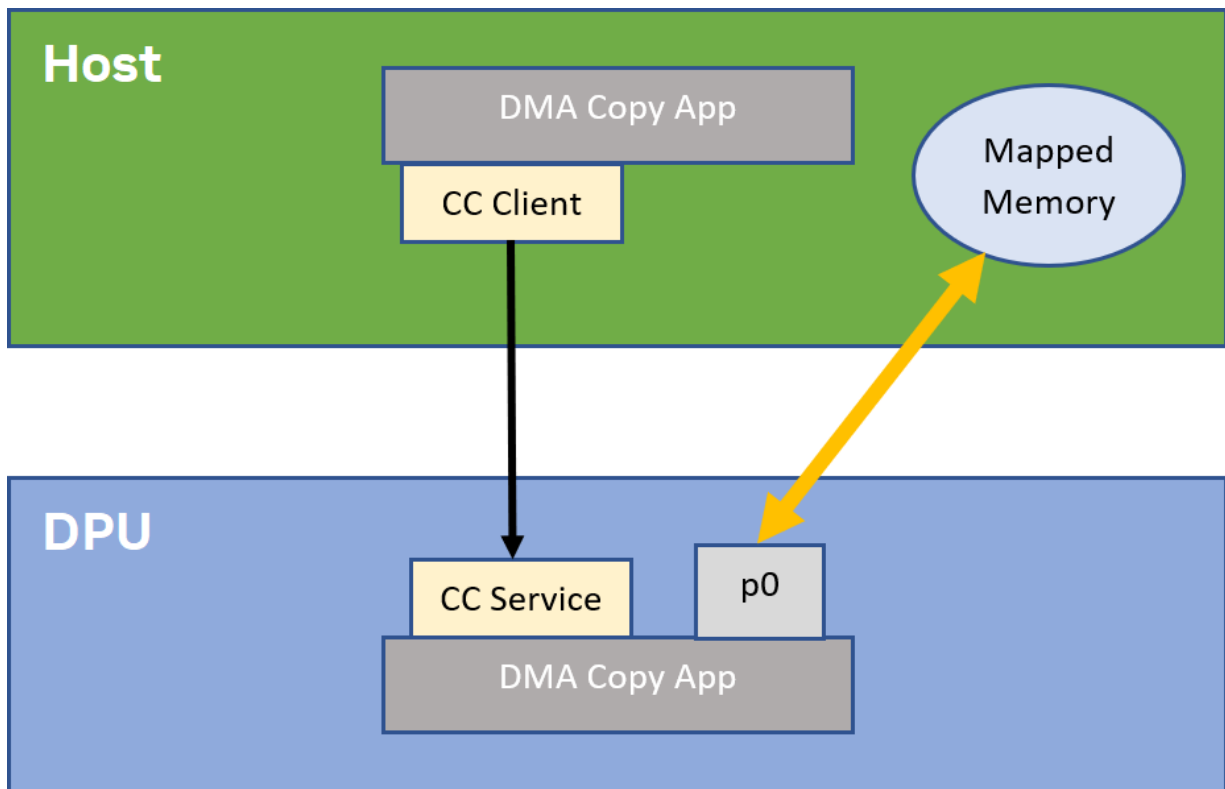 Host
DMA Copy App
CC Client
Mapped
Memory
DPU
CC Service
p0
DMA Copy App